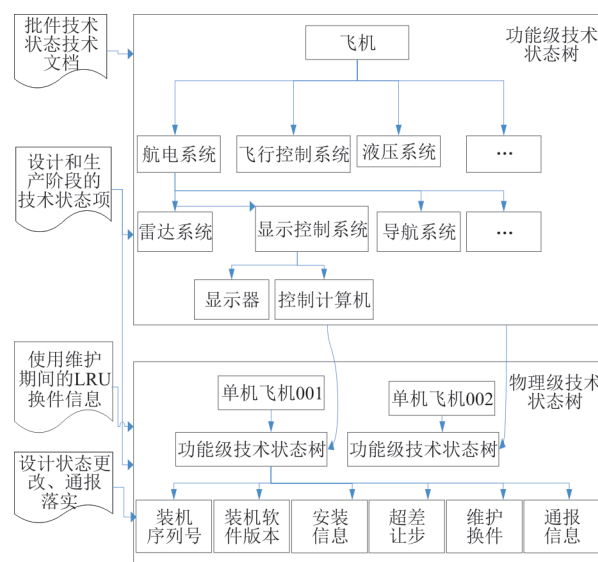 批件技术
状态技术
文档
飞机
功能级技术
状态树
航电系统
飞行控制系统
液压系统
…
设计和生
产阶段的
技术状态项
雷达系统
显示控制系统
导航系统
…
显示器
控制计算机
使用维护
期间的LRU
换件信息
单机飞机001
单机飞机002
物理级技术
状态树
功能级技术状态树
功能级技术状态树
设计状态更
改、通报
落实
装机
序列号
装机软
件版本
安装
信息
超差
让步
维护
换件
通报
信息